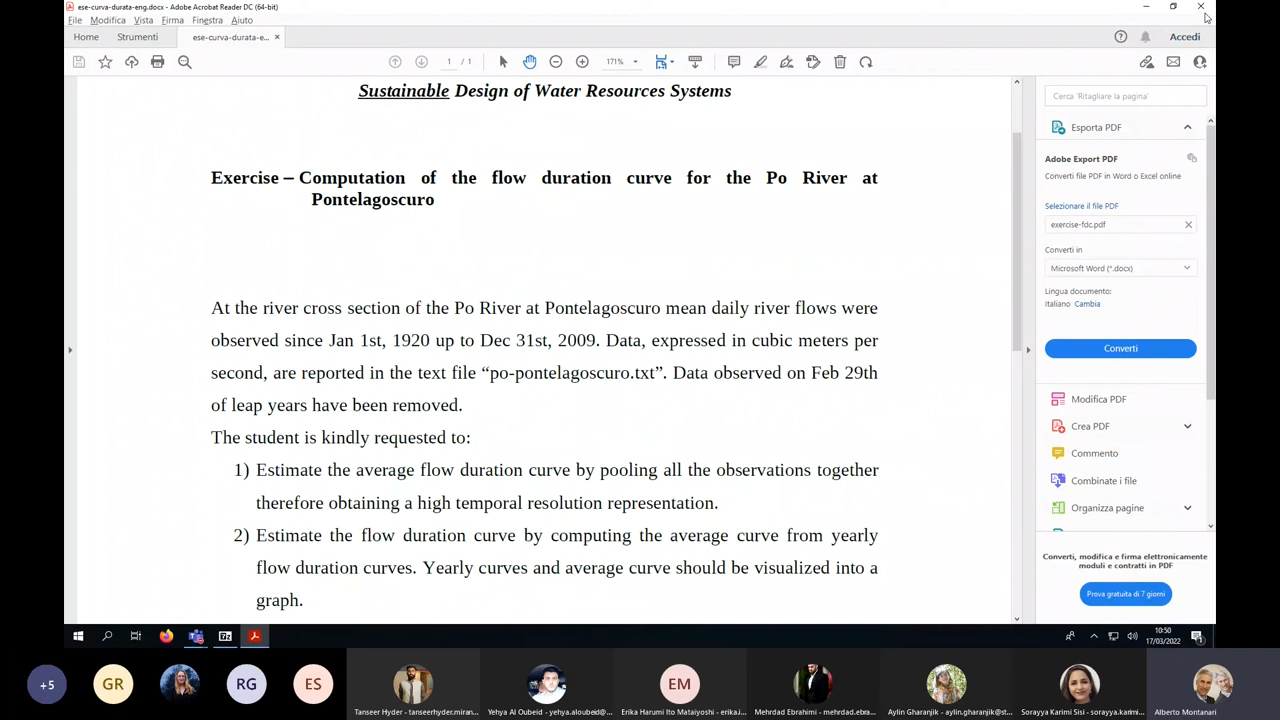 ese-curva-durata-eng.docx - Adobe Acrobat Reader DC (64-bit)
File Modifica Vista Firma Finestra Aiuto
Home Strumenti ese-curva-durata-e... Accedi
1 / 1 171%
Sustainable Design of Water Resources Systems
Exercise – Computation of the flow duration curve for the Po River at
Pontelagoscuro
At the river cross section of the Po River at Pontelagoscuro mean daily river flows were
observed since Jan 1st, 1920 up to Dec 31st, 2009. Data, expressed in cubic meters per
second, are reported in the text file “po-pontelagoscuro.txt”. Data observed on Feb 29th
of leap years have been removed.
The student is kindly requested to:
1) Estimate the average flow duration curve by pooling all the observations together
therefore obtaining a high temporal resolution representation.
2) Estimate the flow duration curve by computing the average curve from yearly
flow duration curves. Yearly curves and average curve should be visualized into a
graph.
Cerca 'Ritagliare la pagina'
Esporta PDF
Adobe Export PDF
Converti file PDF in Word o Excel online
Selezionare il file PDF
exercise-fdc.pdf
Converti in
Microsoft Word (*.docx)
Lingua documento:
Italiano Cambia
Converti
Modifica PDF
Crea PDF
Commento
Combinate i file
Organizza pagine
Converti, modifica e firma elettronicamente
moduli e contratti in PDF
Prova gratuita di 7 giorni
10:50
17/03/2022
+5 GR RG ES EM
Tanseer Hyder - tanseerhyder.miran... Yehya Al Oubeid - yehya.aloubeid@... Erika Harumi Ito Mataiyoshi - erika.i... Mehrdad Ebrahimi - mehrdad.ebra... Aylin Gharanjik - aylin.gharanjik@st... Sorayya Karimi Sisi - sorayya.karimi... Alberto Montanari